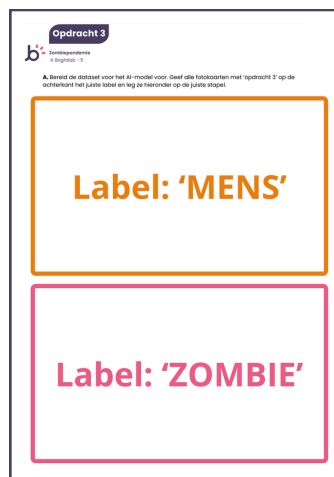 Opdracht 3
b
Zombiepandemie
© Brightlab - 5
A. Bereid de dataset voor het AI-model voor. Geef alle fotokaarten met ‘opdracht 3’ op de
achterkant het juiste label en leg ze hieronder op de juiste stapel.
Label: ‘MENS’
Label: ‘ZOMBIE’